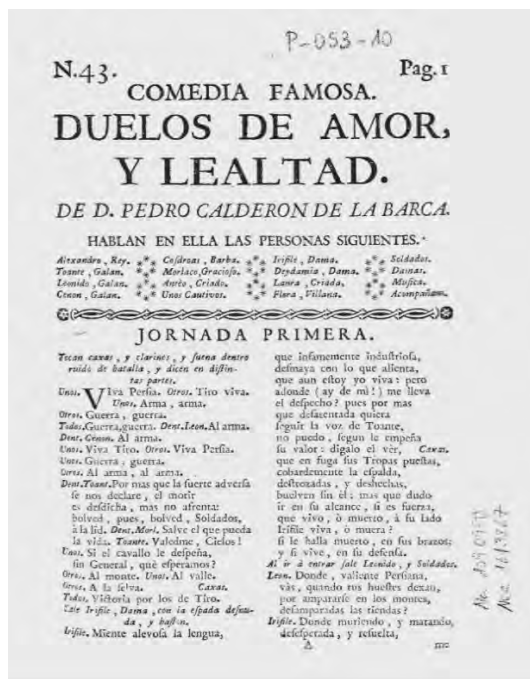 P-053-10
N.43. Pag. 1
COMEDIA FAMOSA.
DUELOS DE AMOR,
Y LEALTAD.
DE D. PEDRO CALDERON DE LA BARCA.
HABLAN EN ELLA LAS PERSONAS SIGUIENTES.
Alexandro, Rey. Cosdroas, Barba. Irifile, Dama. Soldados.
Toante, Galan. Morlaco, Gracioso. Deydamia, Dama. Damas.
Leonido, Galan. Aurèo, Criado. Laura, Criada. Musica.
Cenon, Galan. Unos Cautivos. Flora, Villana. Acompañam.
JORNADA PRIMERA.
Tocan caxas, y clarines, y suena dentro
ruido de batalla, y dicen en distin-
tas partes.
Unos. VIva Persia. Otros. Tiro viva.
Unos. Arma, arma.
Otros. Guerra, guerra.
Todos. Guerra, guerra. Dent. Leon. Al arma.
Dent. Cenon. Al arma.
Unos. Viva Tiro. Otros. Viva Persia.
Unos. Guerra, guerra.
Otros. Al arma, al arma.
Dent. Toant. Por mas que la suerte adversa
se nos declare, el morir
es desdicha, mas no afrenta:
bolved, pues, bolved, Soldados,
à la lid. Dent. Morl. Salve el que pueda
la vida. Toante. Valedme, Cielos!
Unos. Si el cavallo le despeña,
sin General, què esperamos?
Otros. Al monte. Unos. Al valle.
Otros. A la selva. Caxas.
Todos. Victoria por los de Tiro.
Sale Irifile, Dama, con la espada desnu-
da, y baston.
Irifile. Miente alevosa la lengua,
que infamemente industriosa,
desmaya con lo que alienta,
que aun estoy yo viva: pero
adonde (ay de mì!) me lleva
el despecho? pues por mas
que desatentada quiera
seguir la voz de Toante,
no puedo, segun le empeña
su valor: digalo el vèr, Caxas.
que en fuga sus Tropas puestas,
cobardemente la espalda,
destrozadas, y deshechas,
buelven sin èl; mas que dudo
ir en su alcance, si es fuerza,
que vivo, ò muerto, à su lado
Irifile viva, ò muera?
si le halla muerto, en sus brazos;
y si vive, en su defensa.
Al ir à entrar sale Leonido, y Soldados.
Leon. Donde, valiente Persiana,
vàs, quando tus huestes dexan,
por ampararse en los montes,
desamparadas las tiendas?
Irifile. Donde muriendo, y matando,
desesperada, y resuelta,
A